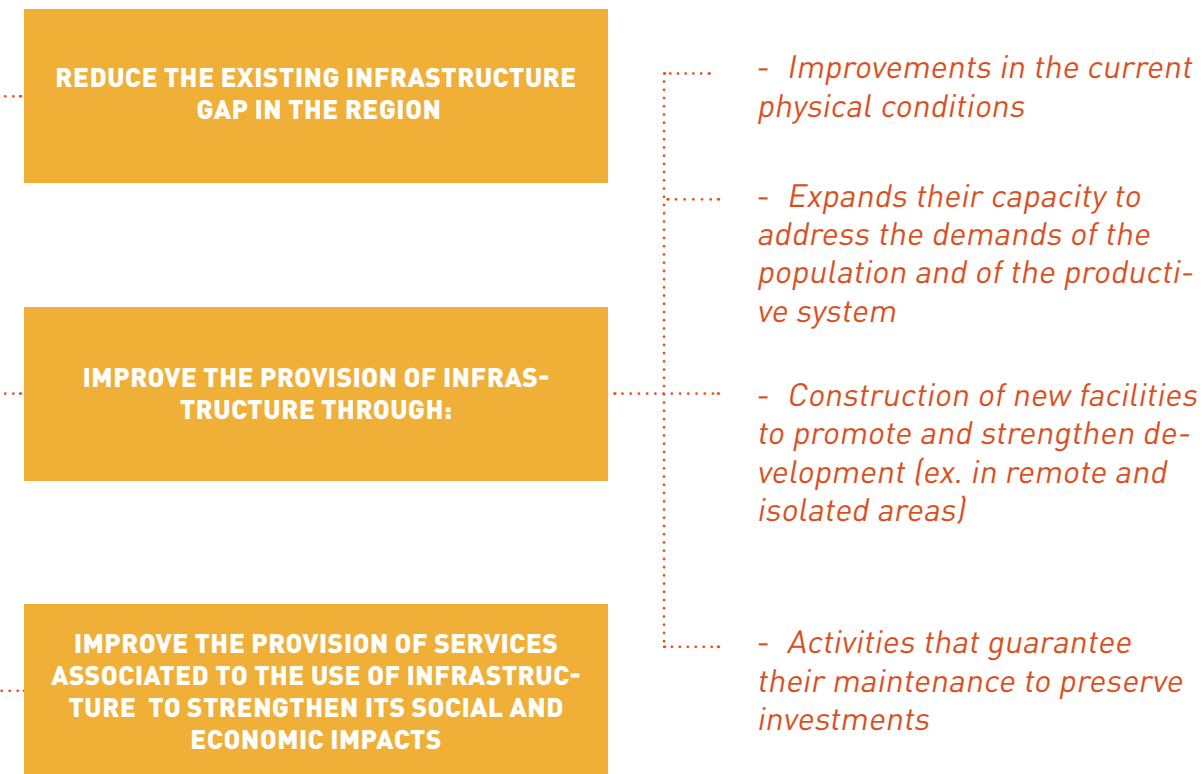 REDUCE THE EXISTING INFRASTRUCTURE
GAP IN THE REGION
IMPROVE THE PROVISION OF INFRAS-
TRUCTURE THROUGH:
IMPROVE THE PROVISION OF SERVICES
ASSOCIATED TO THE USE OF INFRASTRUC-
TURE TO STRENGTHEN ITS SOCIAL AND
ECONOMIC IMPACTS
- Improvements in the current
physical conditions
- Expands their capacity to
address the demands of the
population and of the producti-
ve system
- Construction of new facilities
to promote and strengthen de-
velopment (ex. in remote and
isolated areas)
- Activities that guarantee
their maintenance to preserve
investments